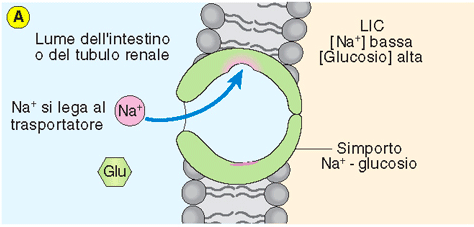 A
Lume dell'intestino
o del tubulo renale
LIC
[Na⁺] bassa
[Glucosio] alta
Na⁺ si lega al
trasportatore
Na⁺
Glu
Simporto
Na⁺ - glucosio